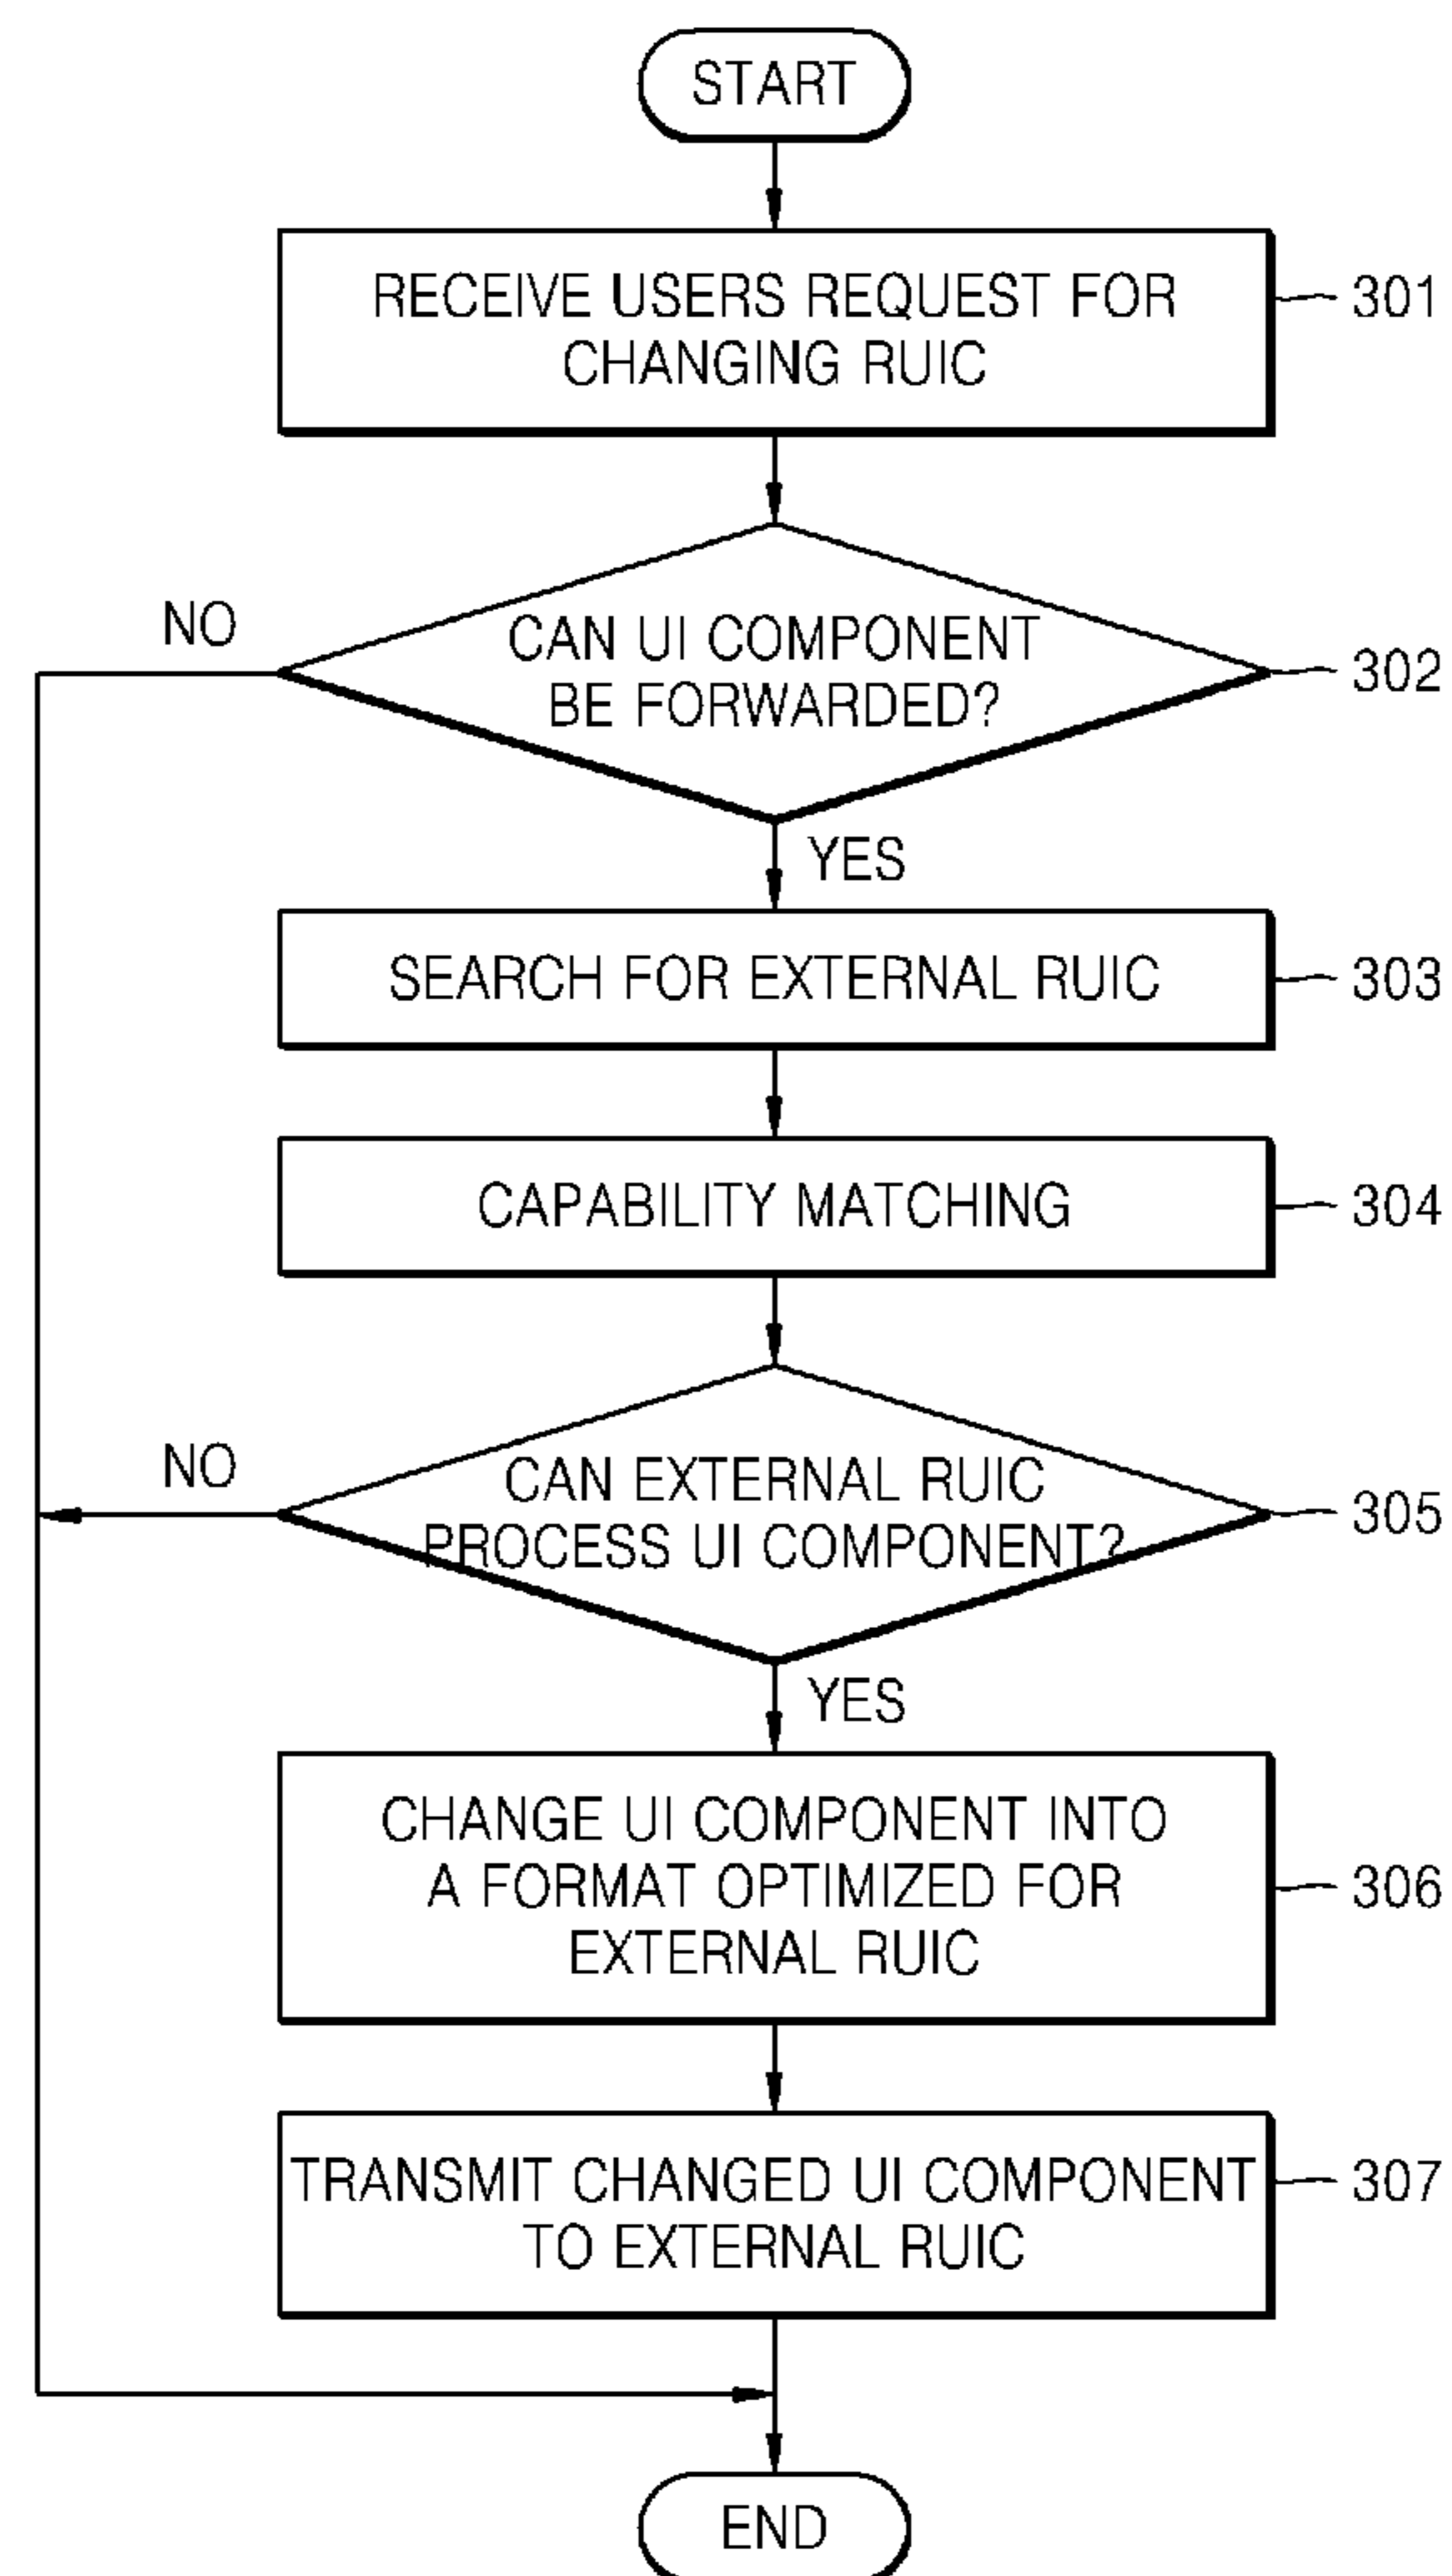 START
RECEIVE USERS REQUEST FOR
CHANGING RUIC
301
NO
CAN UI COMPONENT
BE FORWARDED?
302
YES
SEARCH FOR EXTERNAL RUIC
303
CAPABILITY MATCHING
304
NO
CAN EXTERNAL RUIC
PROCESS UI COMPONENT?
305
YES
CHANGE UI COMPONENT INTO
A FORMAT OPTIMIZED FOR
EXTERNAL RUIC
306
TRANSMIT CHANGED UI COMPONENT
TO EXTERNAL RUIC
307
END